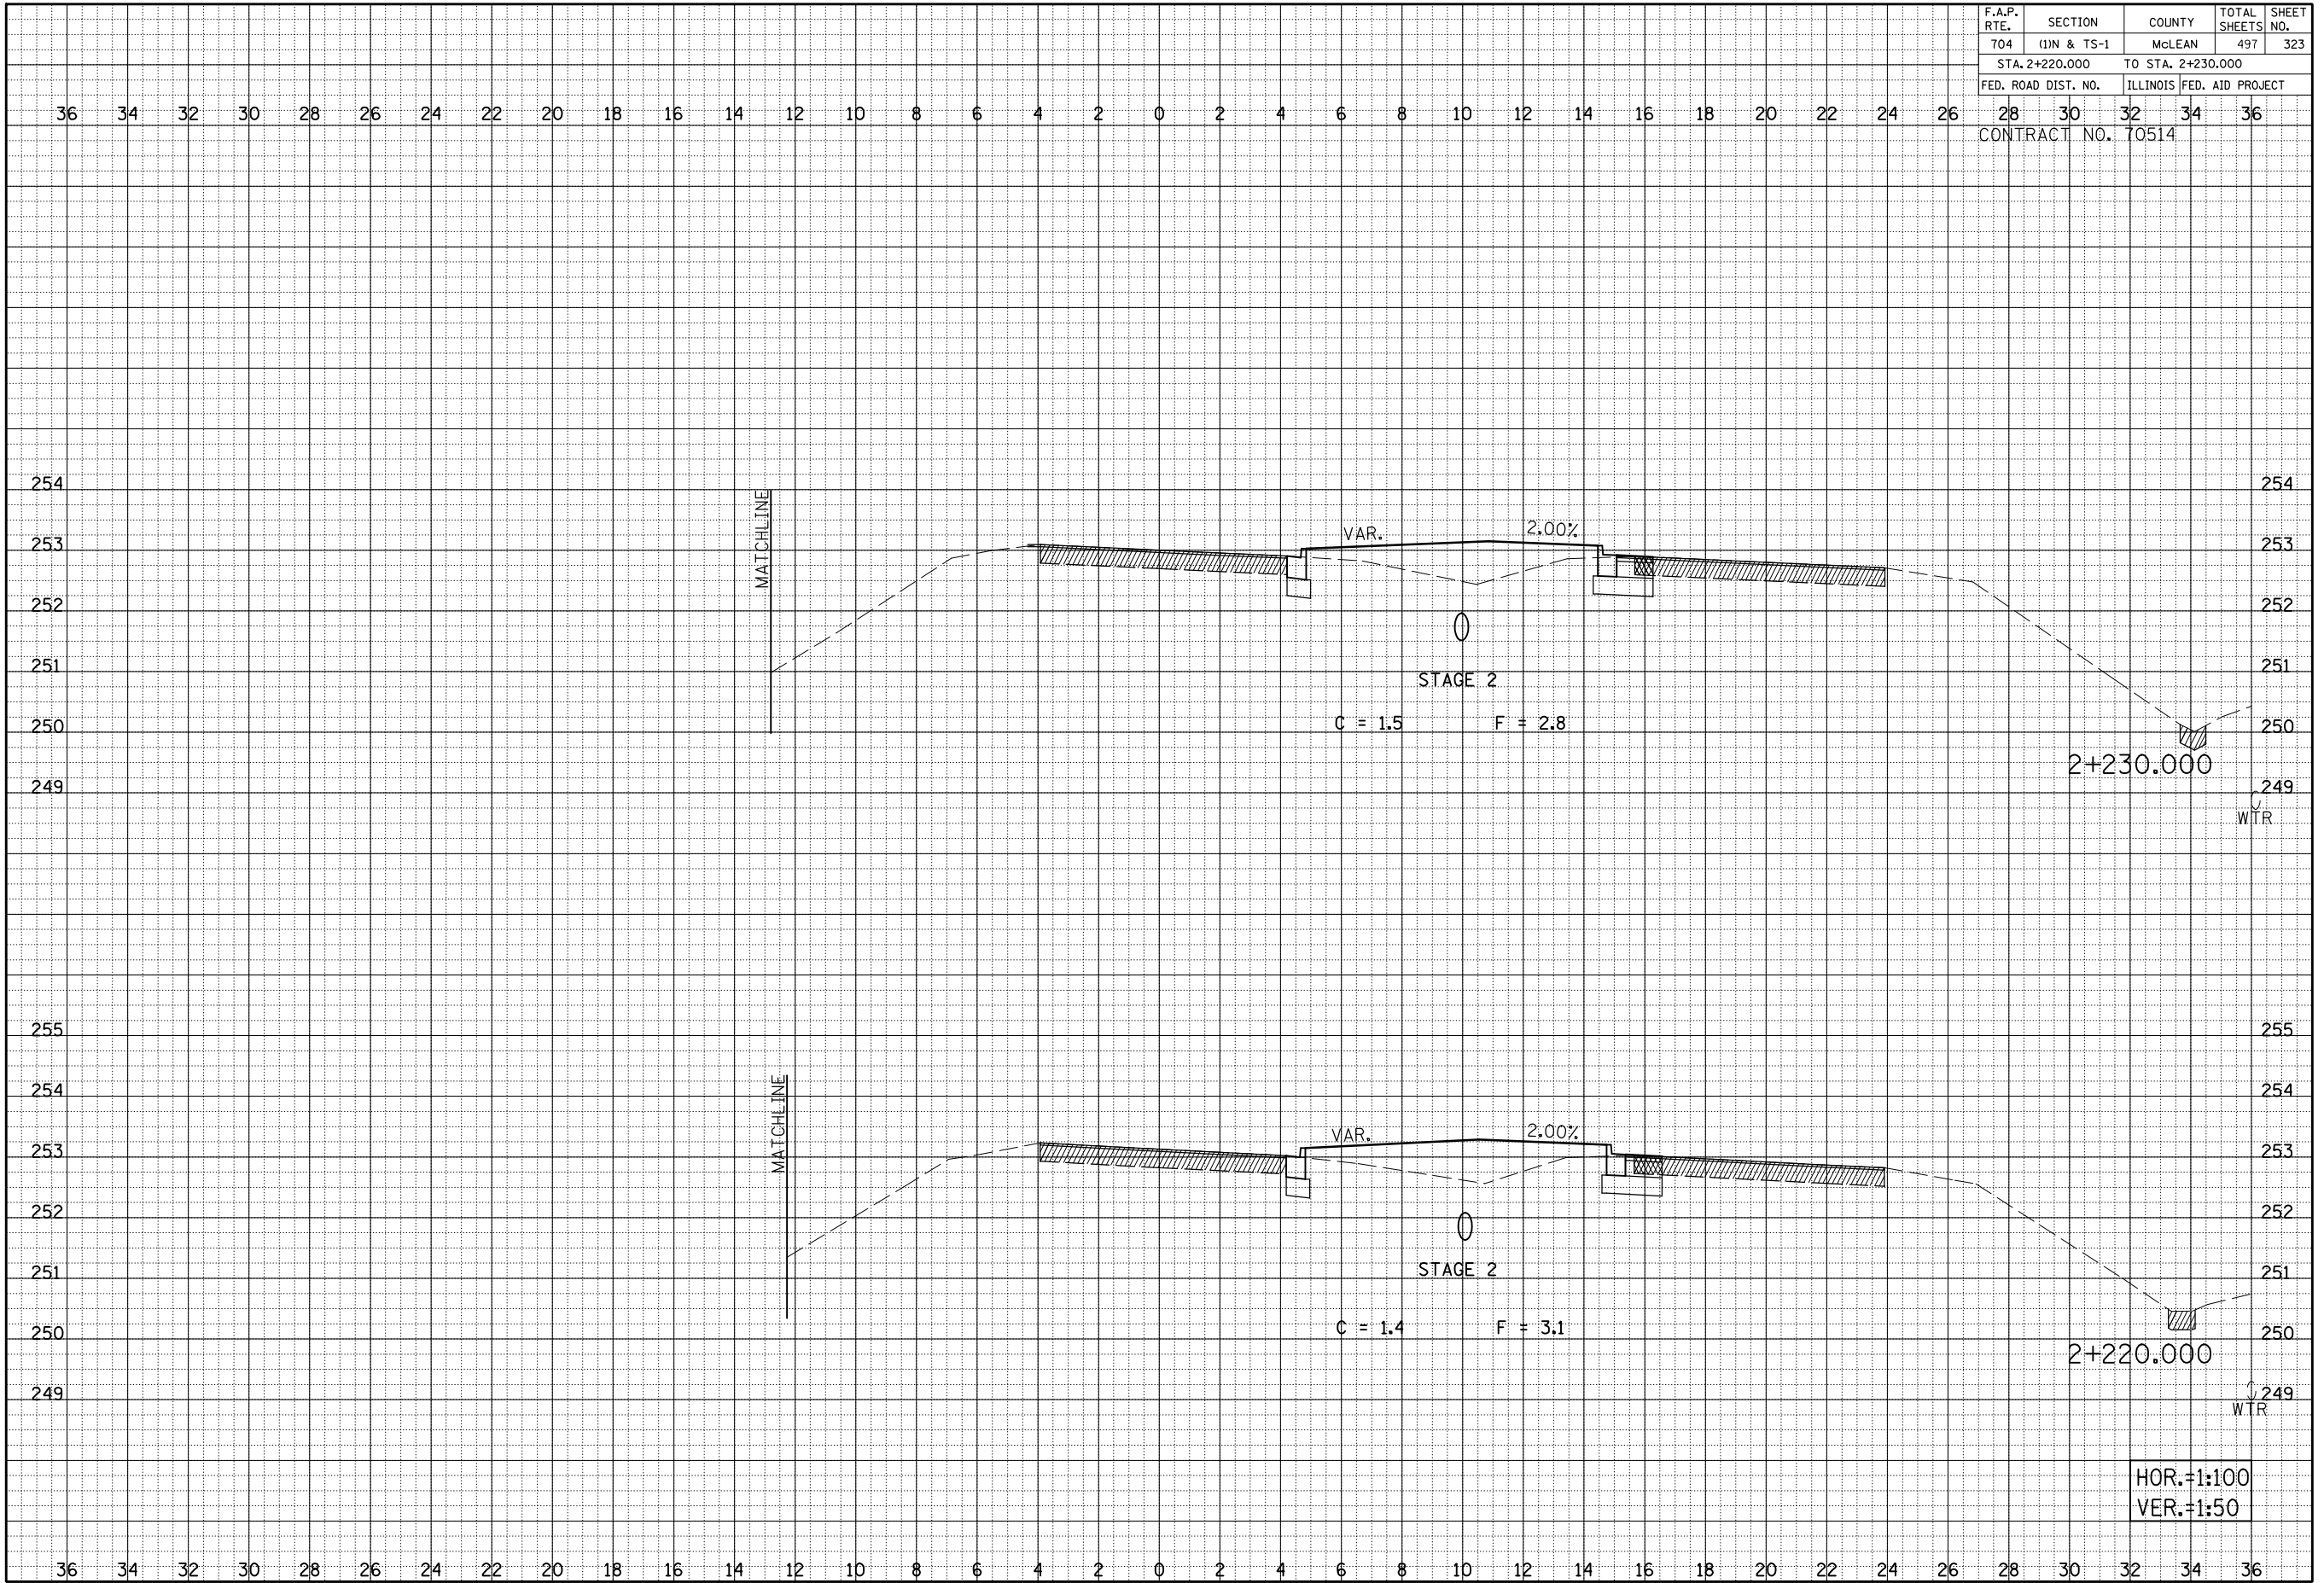 F.A.P. RTE. SECTION COUNTY TOTAL SHEETS SHEET NO.
704 (1)N & TS-1 McLEAN 497 323
STA. 2+220.000 TO STA. 2+230.000
FED. ROAD DIST. NO. ILLINOIS FED. AID PROJECT
36 34 32 30 28 26 24 22 20 18 16 14 12 10 8 6 4 2 0 2 4 6 8 10 12 14 16 18 20 22 24 26 28 30 32 34 36
CONTRACT NO. 70514
254 254
MATCHLINE
VAR. 2.00%
253 253
252 252
251 251
STAGE 2
250 C = 1.5 F = 2.8 250
2+230.000
249 249
WTR
255 255
254 254
MATCHLINE
VAR. 2.00%
253 253
252 252
251 STAGE 2 251
250 C = 1.4 F = 3.1 250
2+220.000
249 249
WTR
HOR.=1:100
VER.=1:50
36 34 32 30 28 26 24 22 20 18 16 14 12 10 8 6 4 2 0 2 4 6 8 10 12 14 16 18 20 22 24 26 28 30 32 34 36